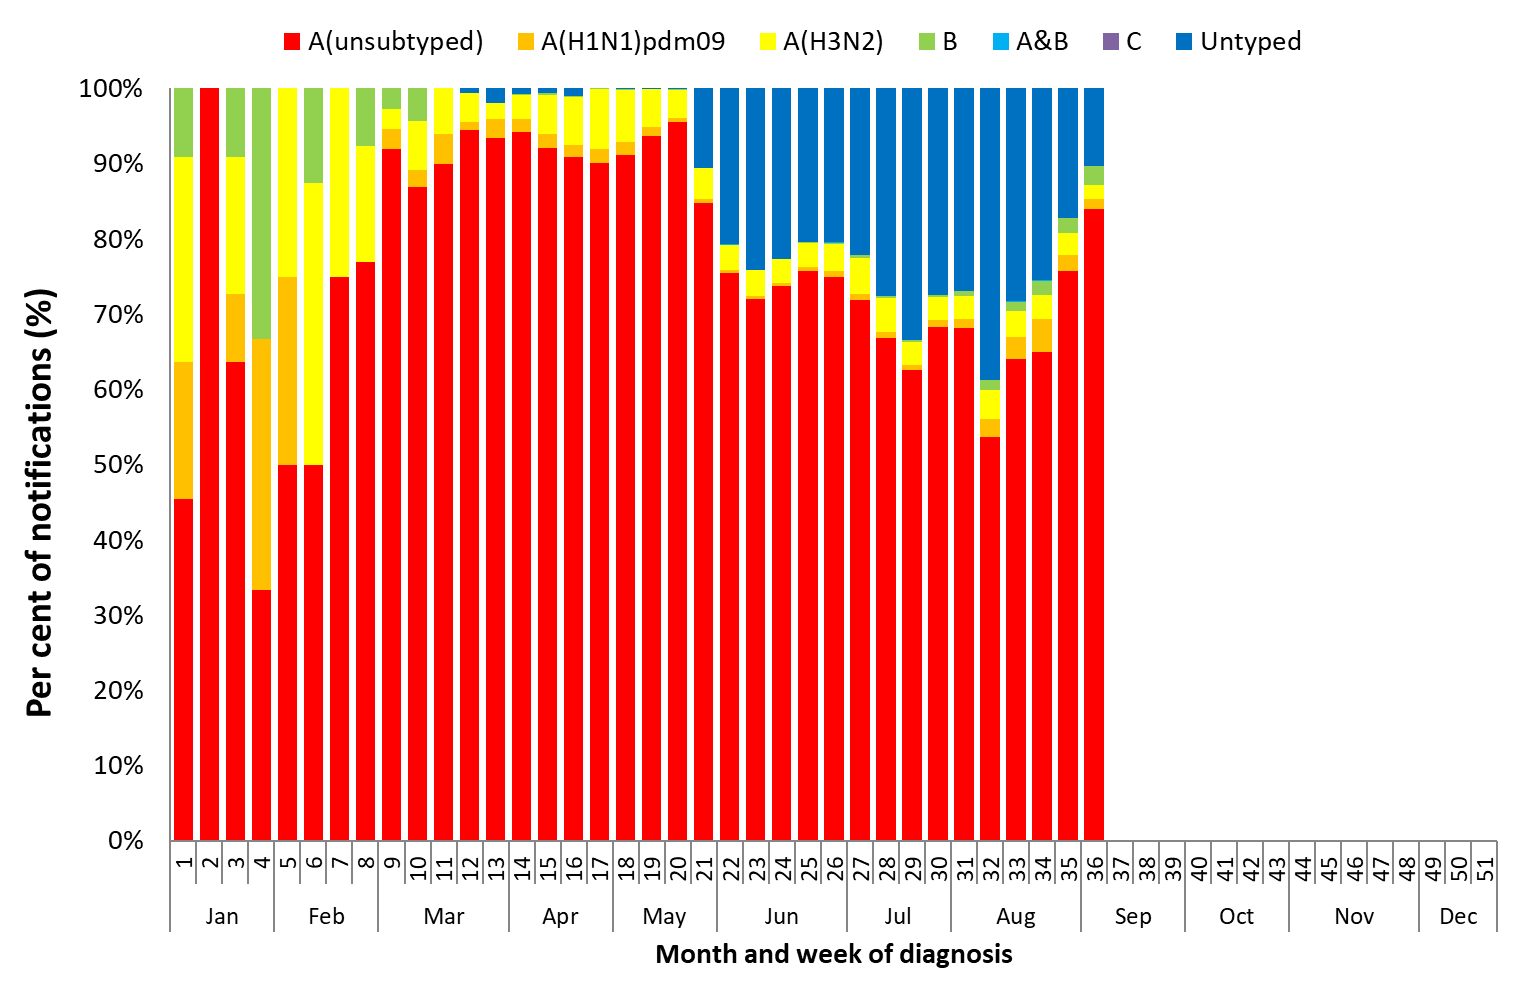 A(unsubtyped) A(H1N1)pdm09 A(H3N2) B A&B C Untyped
100%
90%
80%
70%
60%
50%
40%
30%
20%
10%
0%
Per cent of notifications (%)
1 2 3 4 5 6 7 8 9 10 11 12 13 14 15 16 17 18 19 20 21 22 23 24 25 26 27 28 29 30 31 32 33 34 35 36 37 38 39 40 41 42 43 44 45 46 47 48 49 50 51
Jan Feb Mar Apr May Jun Jul Aug Sep Oct Nov Dec
Month and week of diagnosis